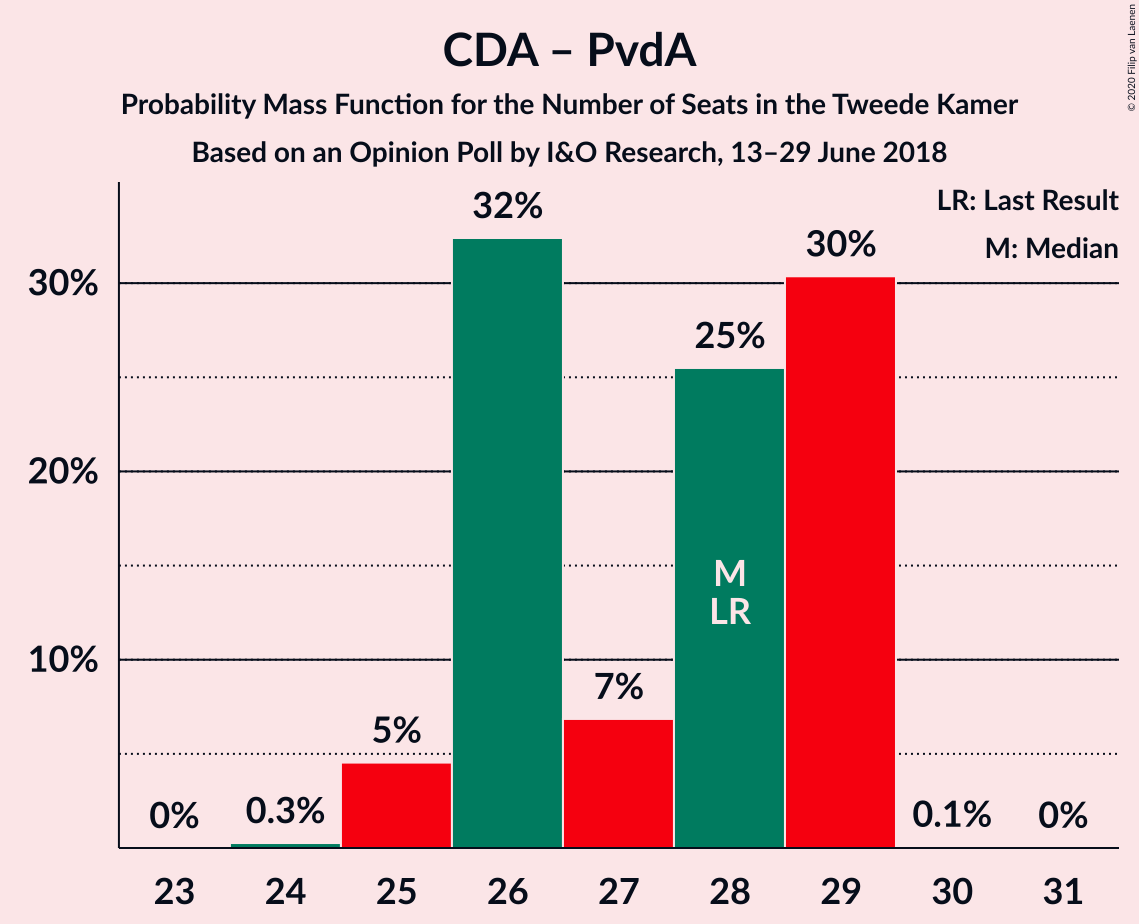 CDA – PvdA
Probability Mass Function for the Number of Seats in the Tweede Kamer
Based on an Opinion Poll by I&O Research, 13–29 June 2018
© 2020 Filip van Laenen
LR: Last Result
M: Median
30%
20%
10%
0%
0.3%
5%
32%
7%
25%
30%
0.1%
0%
M
LR
23 24 25 26 27 28 29 30 31